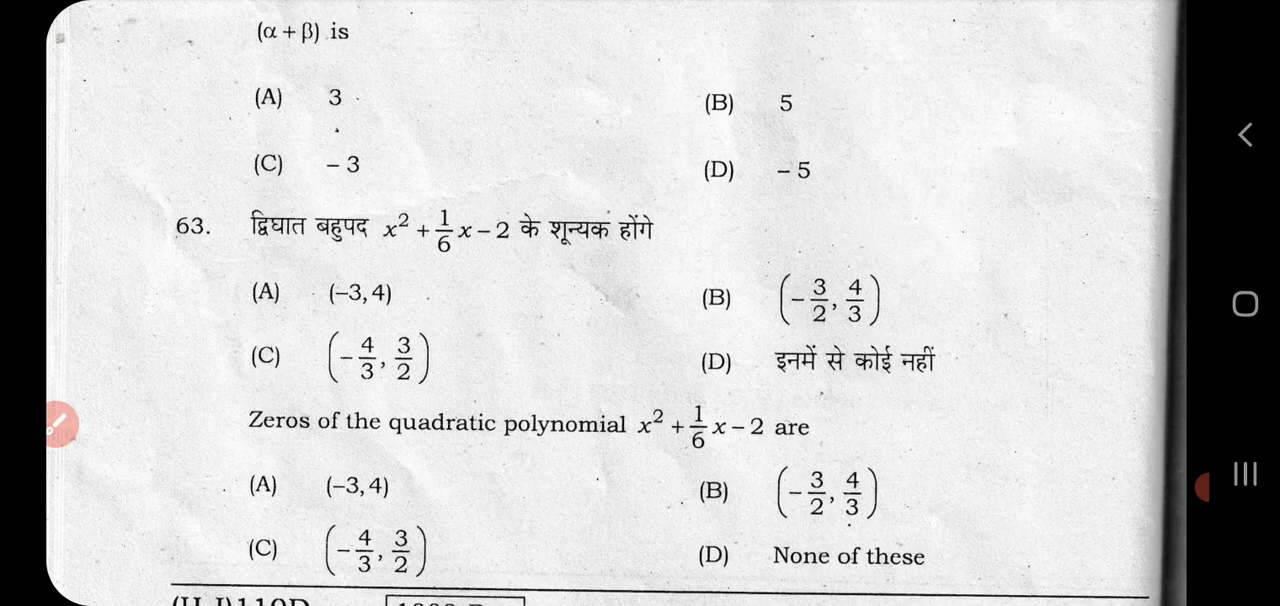 (α + β) is
(A) 3 (B) 5
(C) – 3 (D) – 5
63. द्विघात बहुपद x² + 1/6 x – 2 के शून्यक होंगे
(A) (–3, 4) (B) (–3/2, 4/3)
(C) (–4/3, 3/2) (D) इनमें से कोई नहीं
Zeros of the quadratic polynomial x² + 1/6 x – 2 are
(A) (–3, 4) (B) (–3/2, 4/3)
(C) (–4/3, 3/2) (D) None of these